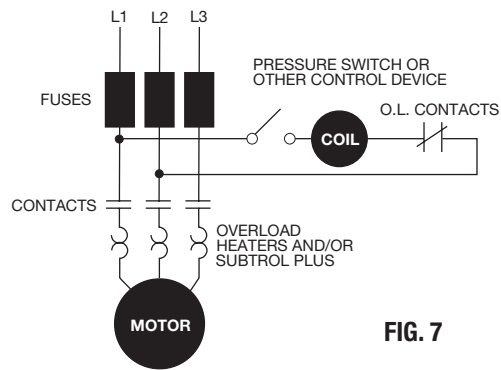 L1 L2 L3
PRESSURE SWITCH OR
OTHER CONTROL DEVICE
FUSES
O.L. CONTACTS
COIL
CONTACTS
OVERLOAD
HEATERS AND/OR
SUBTROL PLUS
MOTOR
FIG. 7